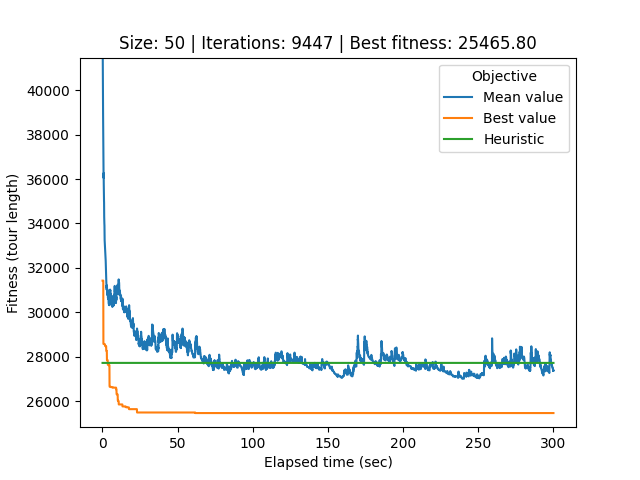 Size: 50 | Iterations: 9447 | Best fitness: 25465.80
Objective
Mean value
Best value
Heuristic
Fitness (tour length)
40000
38000
36000
34000
32000
30000
28000
26000
0 50 100 150 200 250 300
Elapsed time (sec)